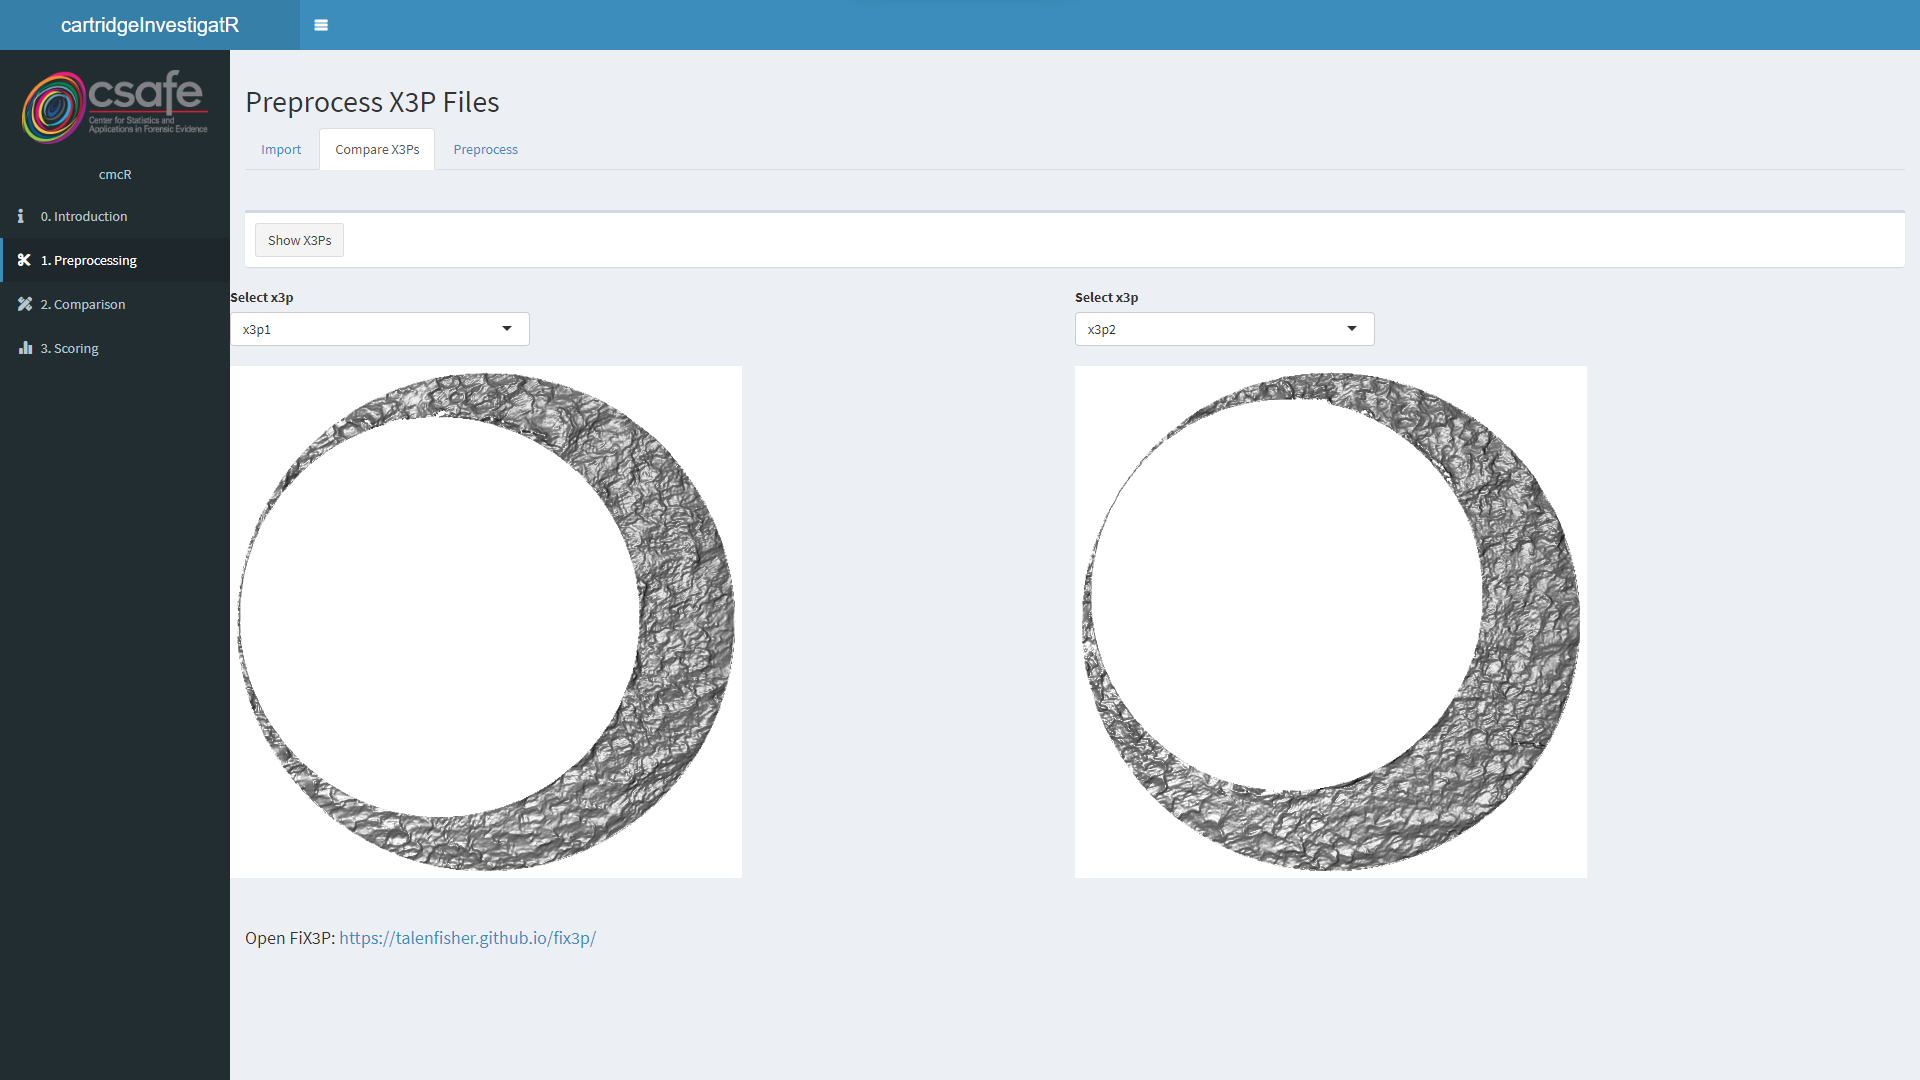 cartridgeInvestigatR
csafe
Center for Statistics and
Applications in Forensic Evidence
cmcR
0. Introduction
1. Preprocessing
2. Comparison
3. Scoring
Preprocess X3P Files
Import
Compare X3Ps
Preprocess
Show X3Ps
Select x3p
x3p1
Select x3p
x3p2
Open FiX3P: https://talenfisher.github.io/fix3p/